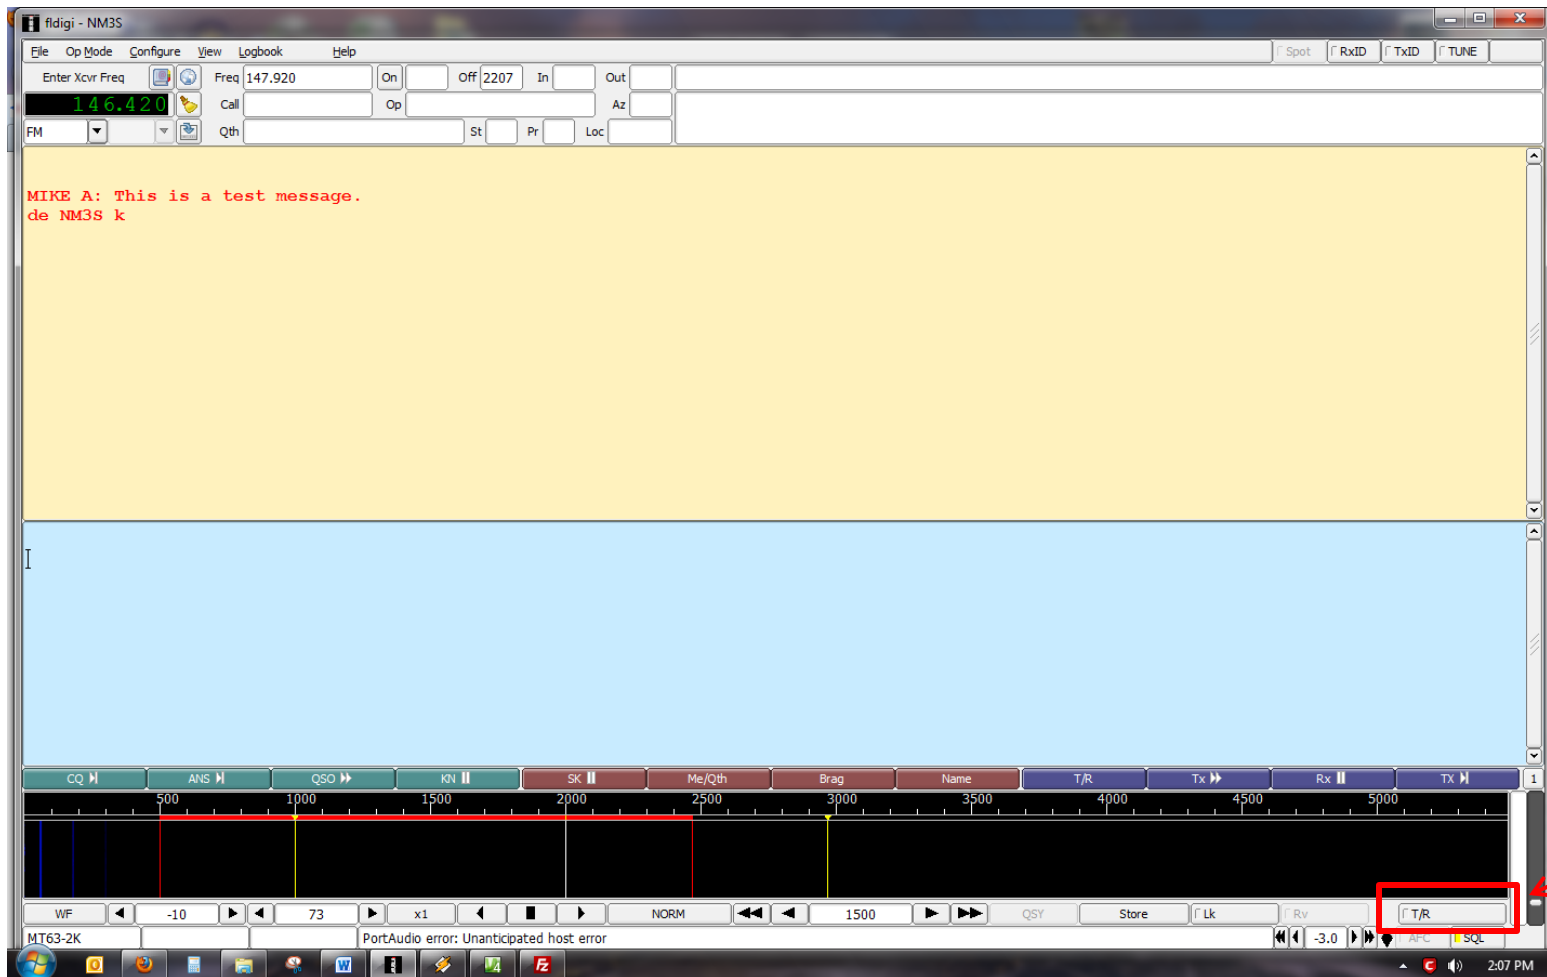 fldigi - NM3S
File Op Mode Configure View Logbook Help Spot RxID TxID TUNE
Enter Xcvr Freq Freq 147.920 On Off 2207 In Out
146.420 Call Op Az
FM Qth St Pr Loc
MIKE A: This is a test message.
de NM3S k
CQ ANS QSO KN SK Me/Qth Brag Name T/R Tx Rx TX 1
500 1000 1500 2000 2500 3000 3500 4000 4500 5000
WF -10 73 x1 NORM 1500 QSY Store Lk Rv T/R
MT63-2K PortAudio error: Unanticipated host error -3.0 AFC SQL
2:07 PM